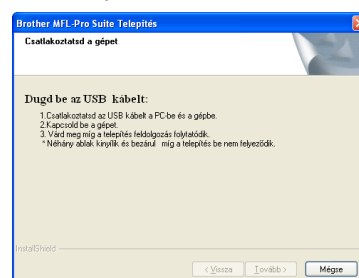 Brother MFL-Pro Suite Telepítés
Csatlakoztatsd a gépet
Dugd be az USB kábelt:
1.Csatlakoztatsd az USB kábelt a PC-be és a gépbe.
2.Kapcsold be a gépet.
3. Várd meg míg a telepítés feldolgozás folytatódik.
* Néhány ablak kinyílik és bezárul míg a telepítés be nem felyeződik.
InstallShield
< Vissza
Tovább >
Mégse